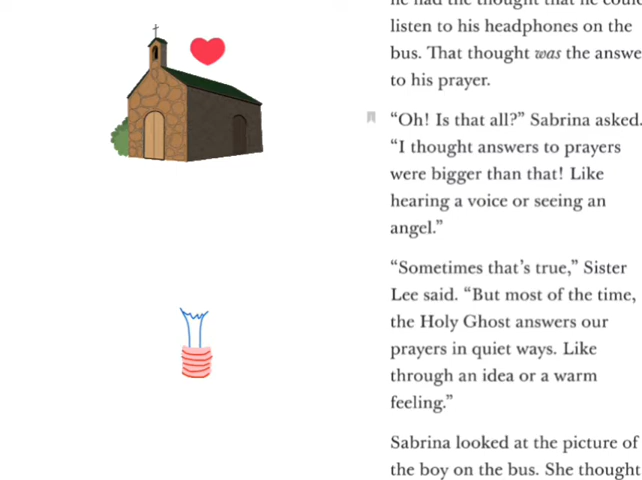 listen to his headphones on the
bus. That thought was the answe
to his prayer.
“Oh! Is that all?” Sabrina asked.
“I thought answers to prayers
were bigger than that! Like
hearing a voice or seeing an
angel.”
“Sometimes that’s true,” Sister
Lee said. “But most of the time,
the Holy Ghost answers our
prayers in quiet ways. Like
through an idea or a warm
feeling.”
Sabrina looked at the picture of
the boy on the bus. She thought